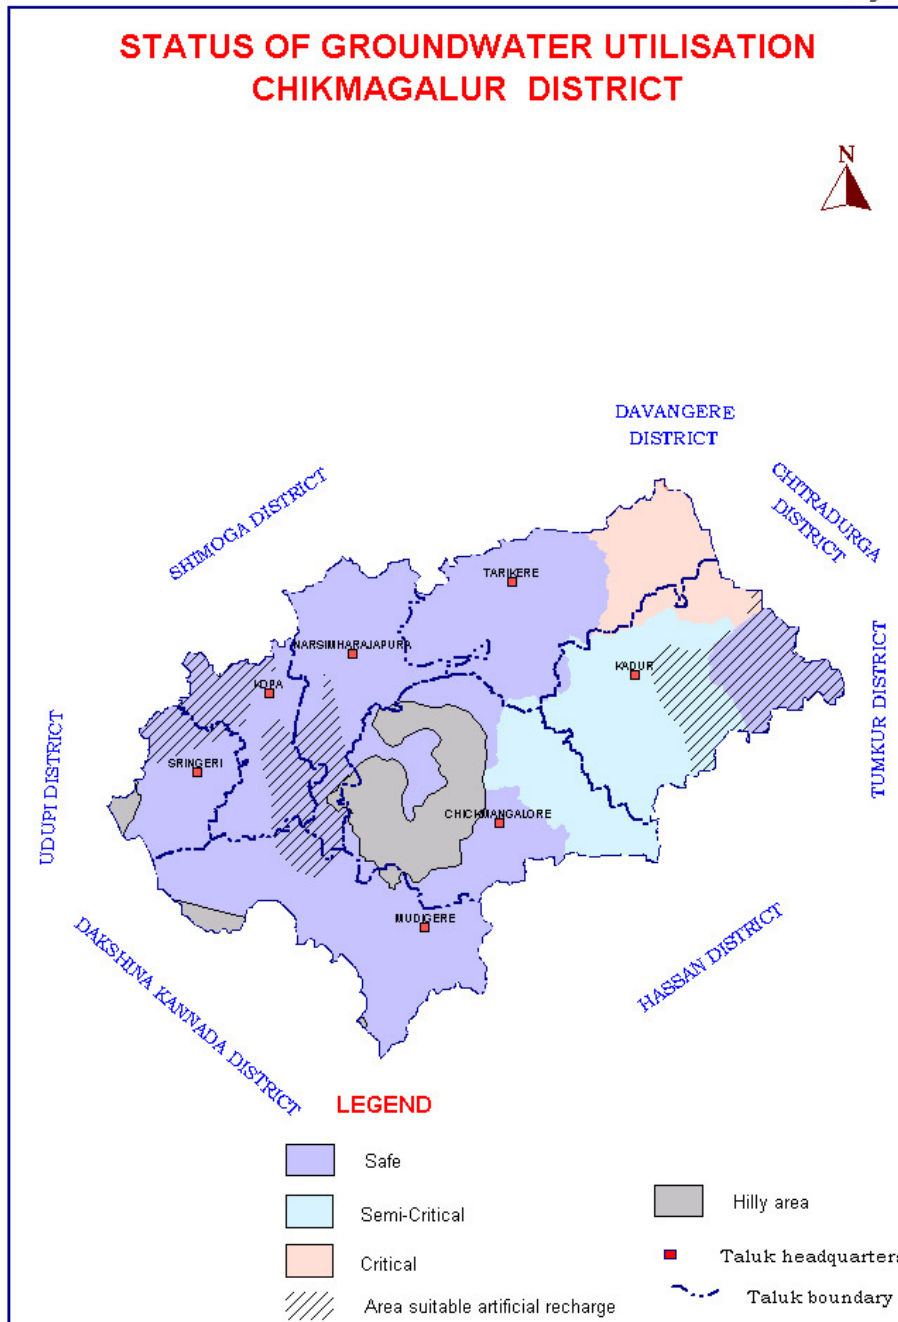 STATUS OF GROUNDWATER UTILISATION
CHIKMAGALUR DISTRICT
N
DAVANGERE
DISTRICT
CHITRADURGA
DISTRICT
SHIMOGA DISTRICT
TARIKERE
NARSIMHARAJAPURA
KADUR
KOPA
TUMKUR DISTRICT
UDUPI DISTRICT
SRINGERI
CHICKMANGALORE
MUDIGERE
HASSAN DISTRICT
DAKSHINA KANNADA DISTRICT
LEGEND
Safe
Semi-Critical
Hilly area
Critical
Taluk headquarters
Area suitable artificial recharge
Taluk boundary